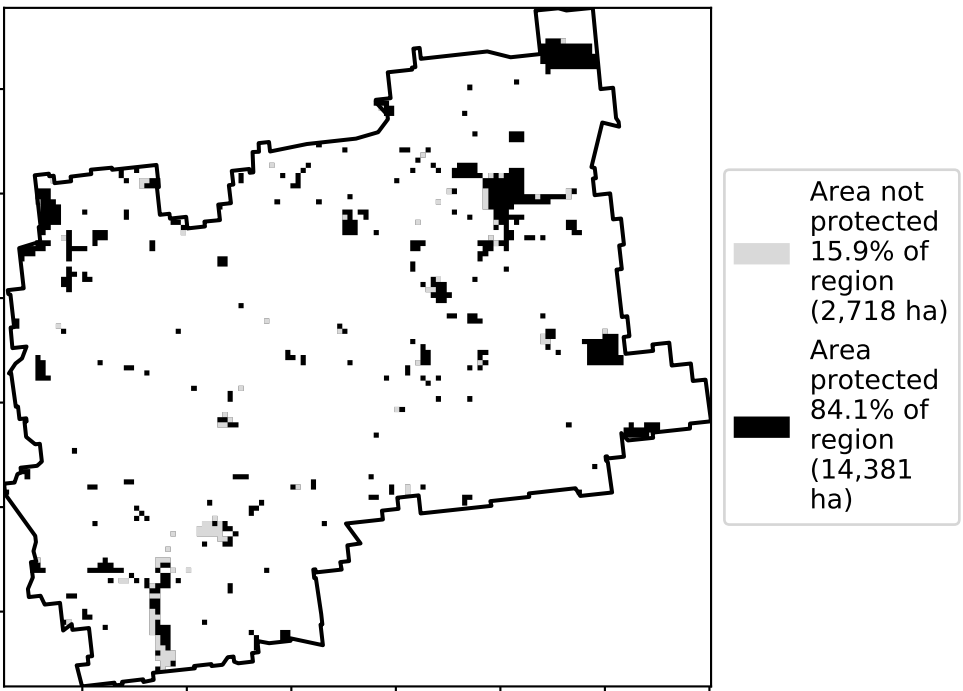 Area not
protected
15.9% of
region
(2,718 ha)
Area
protected
84.1% of
region
(14,381
ha)